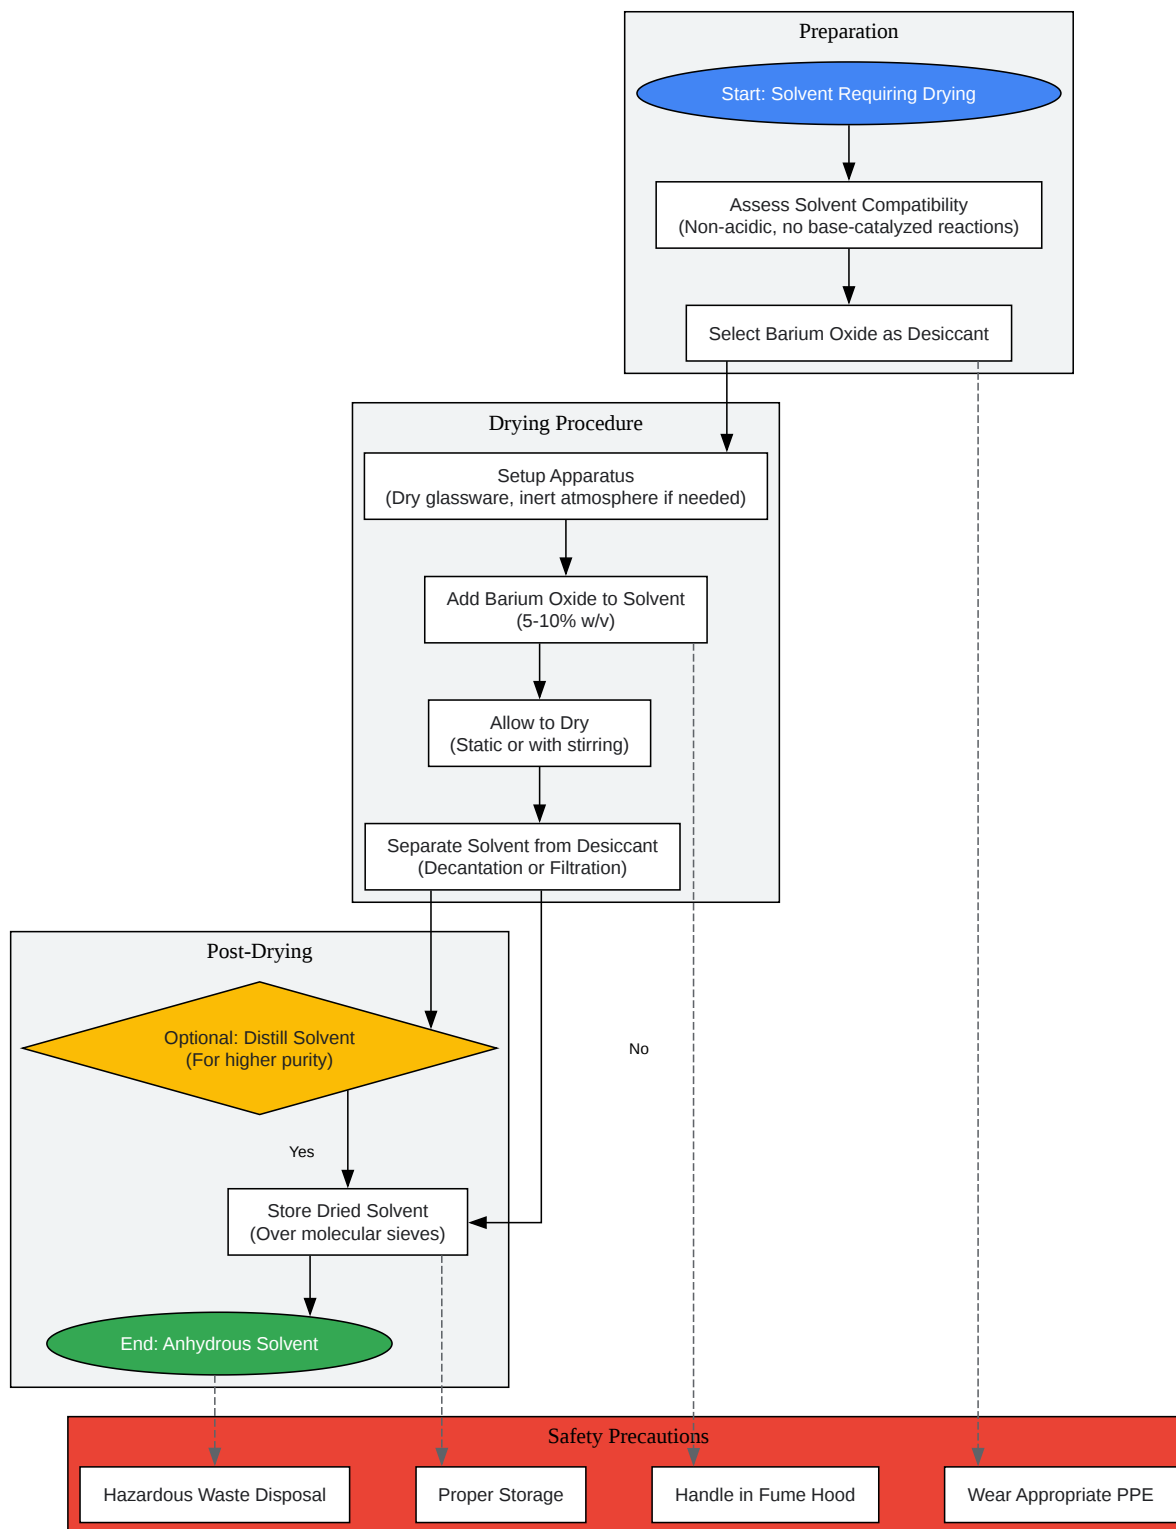 Preparation
Start: Solvent Requiring Drying
Assess Solvent Compatibility
(Non-acidic, no base-catalyzed reactions)
Select Barium Oxide as Desiccant
Drying Procedure
Setup Apparatus
(Dry glassware, inert atmosphere if needed)
Add Barium Oxide to Solvent
(5-10% w/v)
Allow to Dry
(Static or with stirring)
Separate Solvent from Desiccant
(Decantation or Filtration)
Post-Drying
Optional: Distill Solvent
(For higher purity)
No
Yes
Store Dried Solvent
(Over molecular sieves)
End: Anhydrous Solvent
Safety Precautions
Hazardous Waste Disposal
Proper Storage
Handle in Fume Hood
Wear Appropriate PPE